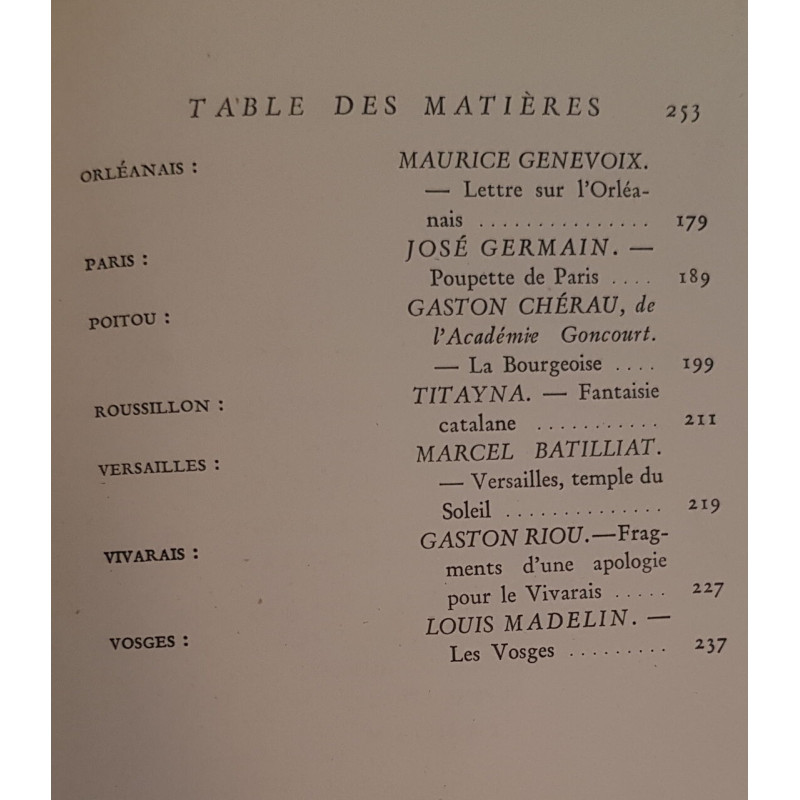 TABLE DES MATIÈRES 253
ORLÉANAIS : MAURICE GENEVOIX.
— Lettre sur l'Orléa-
nais ............... 179
PARIS : JOSÉ GERMAIN. —
Poupette de Paris .... 189
POITOU : GASTON CHÉRAU, de
l'Académie Goncourt.
— La Bourgeoise .... 199
ROUSSILLON : TITAYNA. — Fantaisie
catalane ........... 211
VERSAILLES : MARCEL BATILLIAT.
— Versailles, temple du
Soleil .............. 219
VIVARAIS : GASTON RIOU.—Frag-
ments d'une apologie
pour le Vivarais ..... 227
VOSGES : LOUIS MADELIN. —
Les Vosges ......... 237